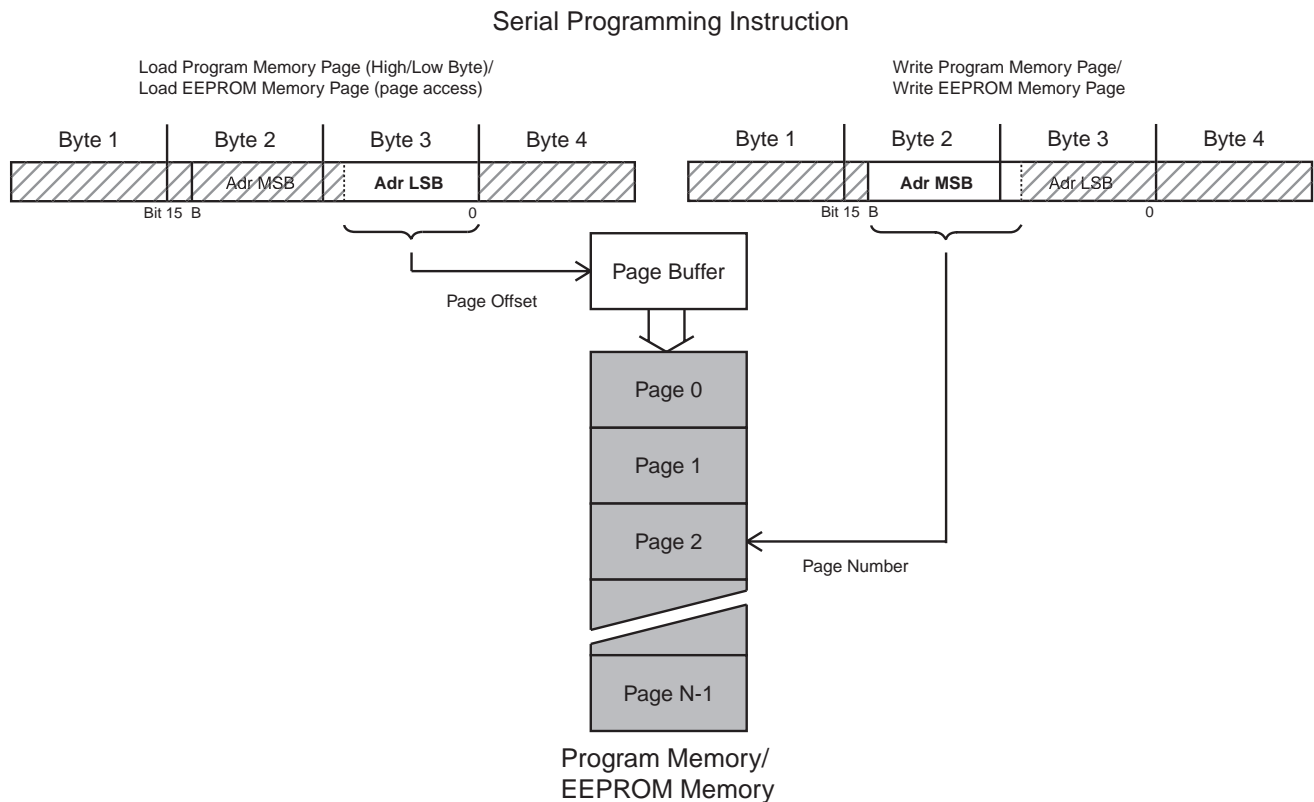 Serial Programming Instruction
Load Program Memory Page (High/Low Byte)/
Load EEPROM Memory Page (page access)
Write Program Memory Page/
Write EEPROM Memory Page
Byte 1 Byte 2 Byte 3 Byte 4
Byte 1 Byte 2 Byte 3 Byte 4
Adr MSB Adr LSB
Adr MSB Adr LSB
Bit 15 B 0
Bit 15 B 0
Page Buffer
Page Offset
Page 0
Page 1
Page 2
Page Number
Page N-1
Program Memory/
EEPROM Memory